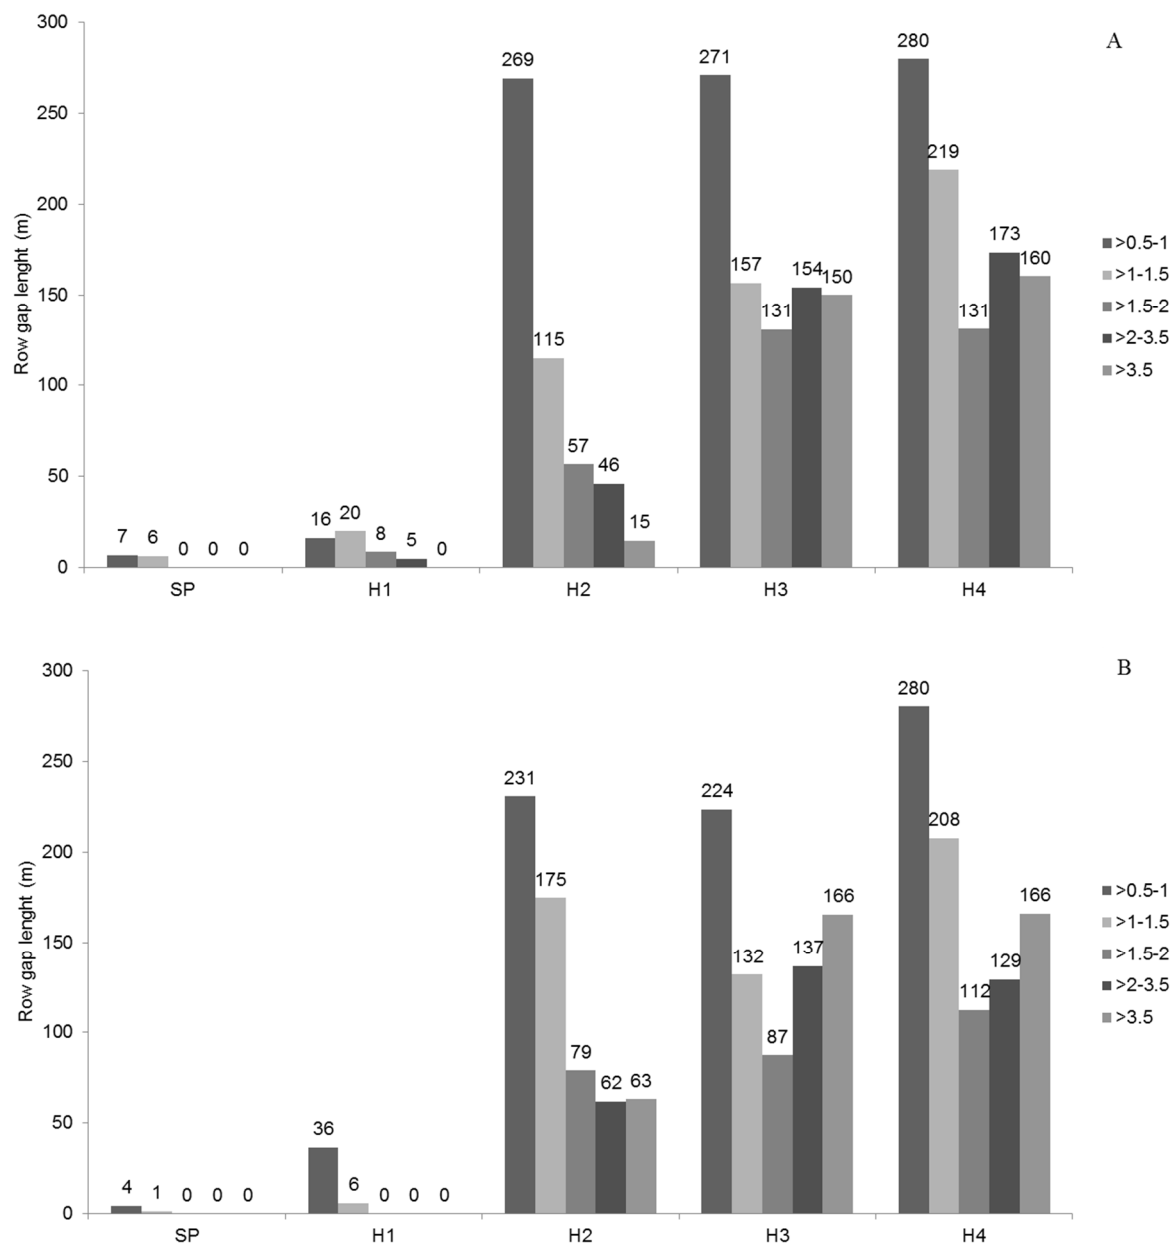 A
Row gap lenght (m)
300
250
200
150
100
50
0
7 6 0 0 0
16 20 8 5 0
269 115 57 46 15
271 157 131 154 150
280 219 131 173 160
SP H1 H2 H3 H4
>0.5-1
>1-1.5
>1.5-2
>2-3.5
>3.5
B
Row gap lenght (m)
300
250
200
150
100
50
0
4 1 0 0 0
36 6 0 0 0
231 175 79 62 63
224 132 87 137 166
280 208 112 129 166
SP H1 H2 H3 H4
>0.5-1
>1-1.5
>1.5-2
>2-3.5
>3.5